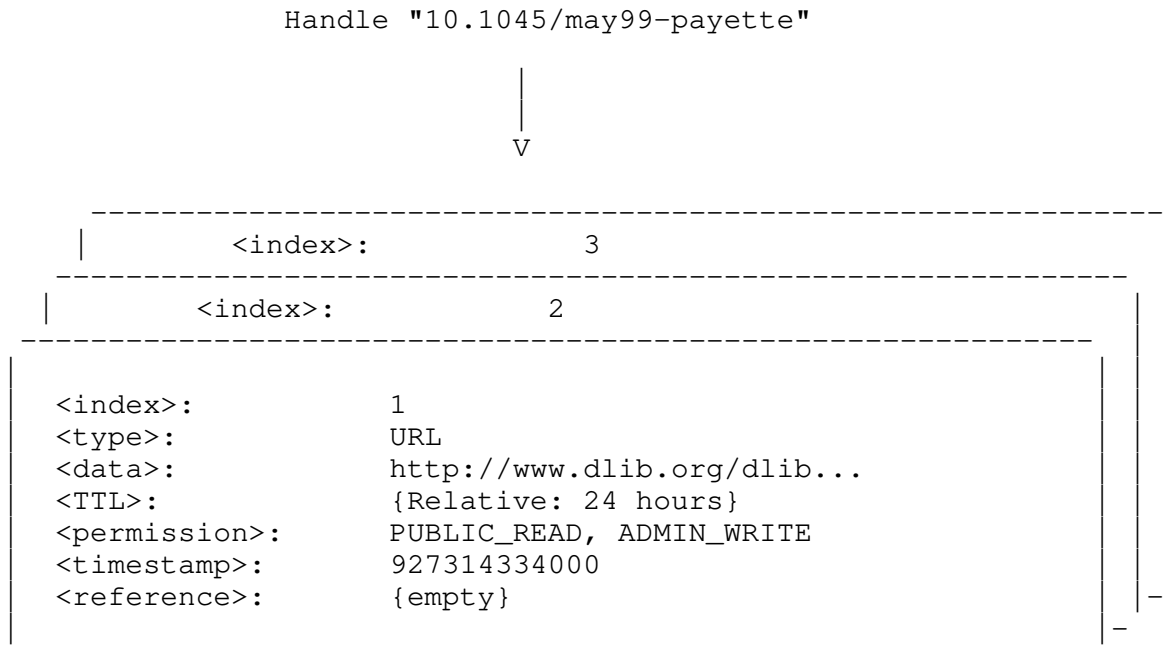 Handle "10.1045/may99-payette"
V
<index>: 3
<index>: 2
<index>: 1
<type>: URL
<data>: http://www.dlib.org/dlib...
<TTL>: {Relative: 24 hours}
<permission>: PUBLIC_READ, ADMIN_WRITE
<timestamp>: 927314334000
<reference>: {empty}